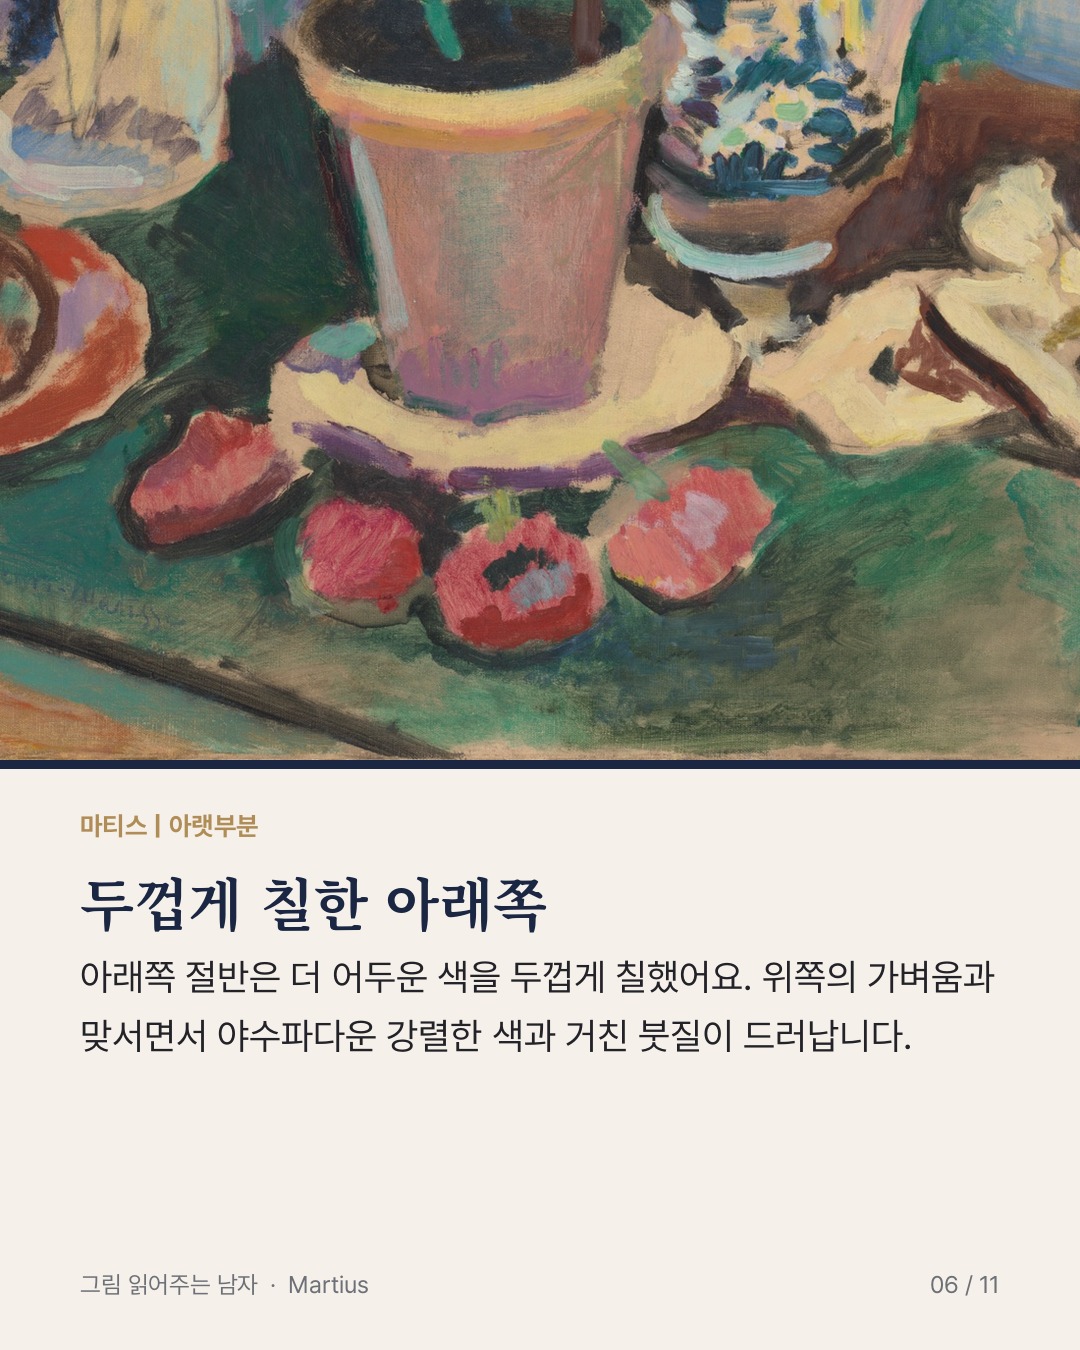 마티스 | 아랫부분
두껍게 칠한 아래쪽
아래쪽 절반은 더 어두운 색을 두껍게 칠했어요. 위쪽의 가벼움과
맞서면서 야수파다운 강렬한 색과 거친 붓질이 드러납니다.
그림 읽어주는 남자 · Martius
06 / 11